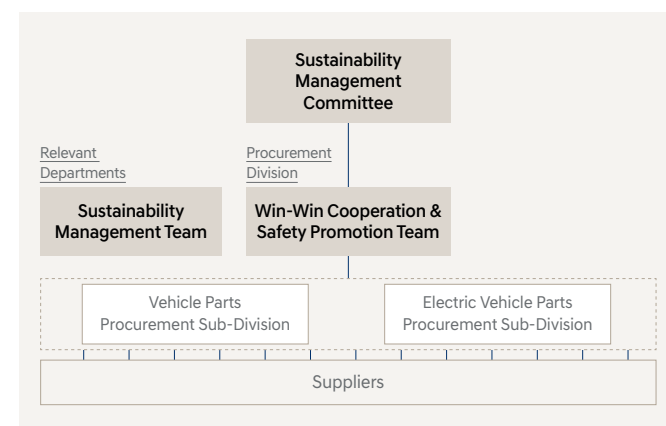 Sustainability
Management
Committee
Relevant
Departments
Procurement
Division
Sustainability
Management Team
Win-Win Cooperation &
Safety Promotion Team
Vehicle Parts
Procurement Sub-Division
Electric Vehicle Parts
Procurement Sub-Division
Suppliers